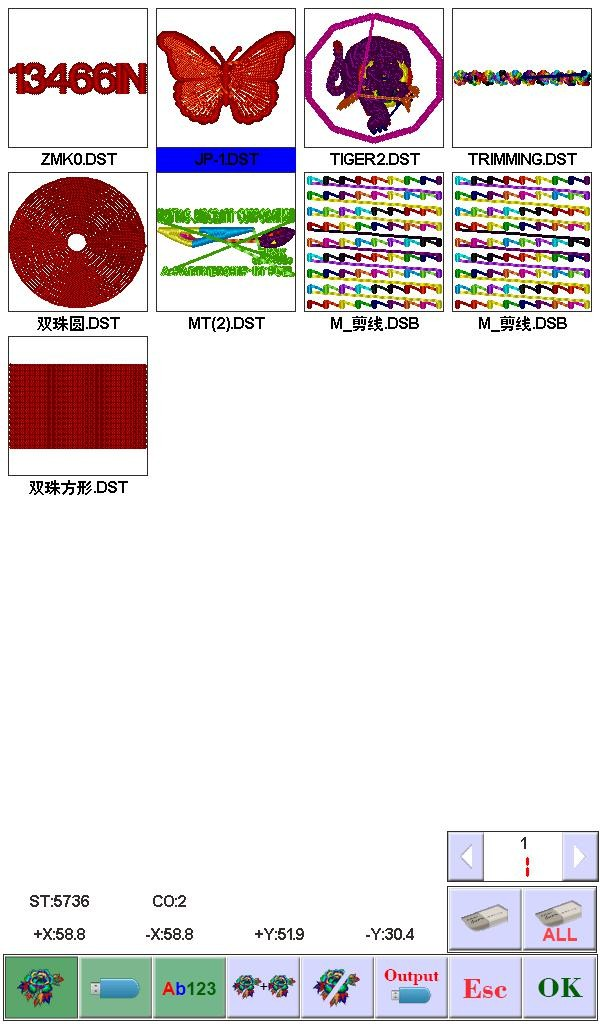 13466IN
ZMK0.DST
JP-1.DST
TIGER2.DST
TRIMMING.DST
双珠圆.DST
MT(2).DST
M_剪线.DSB
M_剪线.DSB
双珠方形.DST
1
ST:5736
CO:2
+X:58.8
-X:58.8
+Y:51.9
-Y:30.4
ALL
Ab123
+
Output
Esc
OK